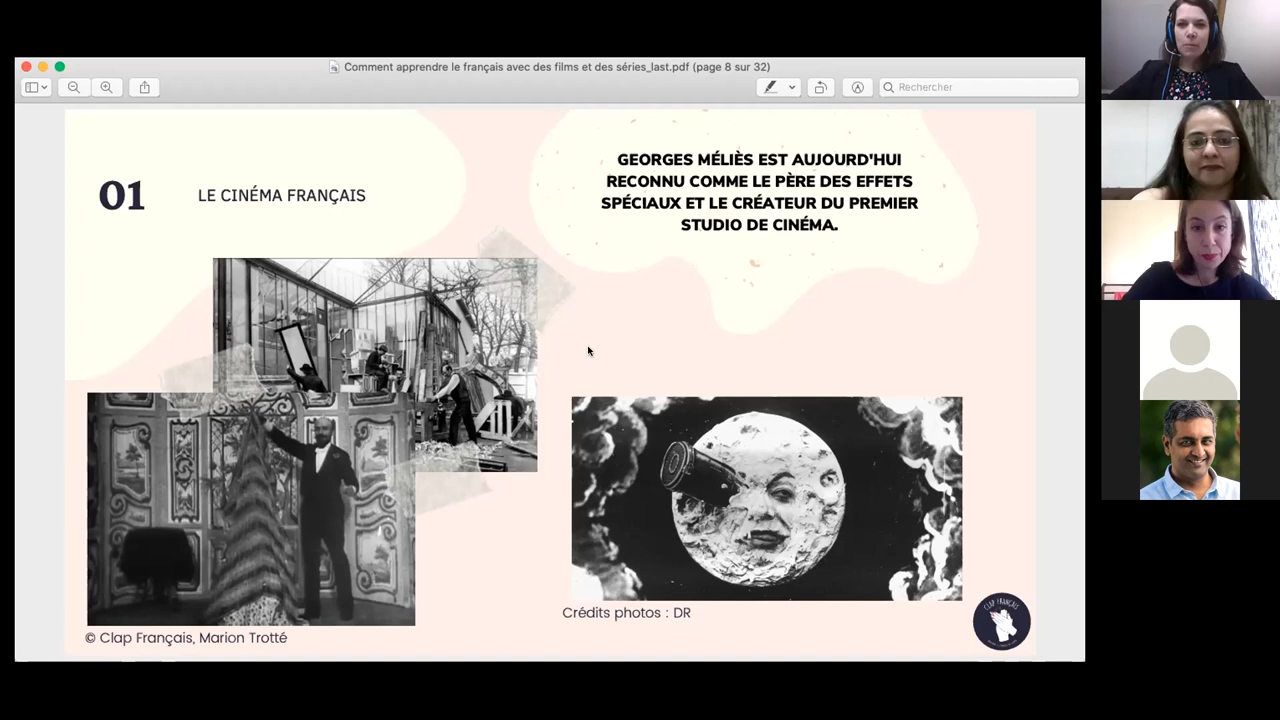 Comment apprendre le français avec des films et des séries_last.pdf (page 8 sur 32)
Rechercher
01
LE CINÉMA FRANÇAIS
GEORGES MÉLIÈS EST AUJOURD'HUI
RECONNU COMME LE PÈRE DES EFFETS
SPÉCIAUX ET LE CRÉATEUR DU PREMIER
STUDIO DE CINÉMA.
Crédits photos : DR
© Clap Français, Marion Trotté
CLAP FRANÇAIS